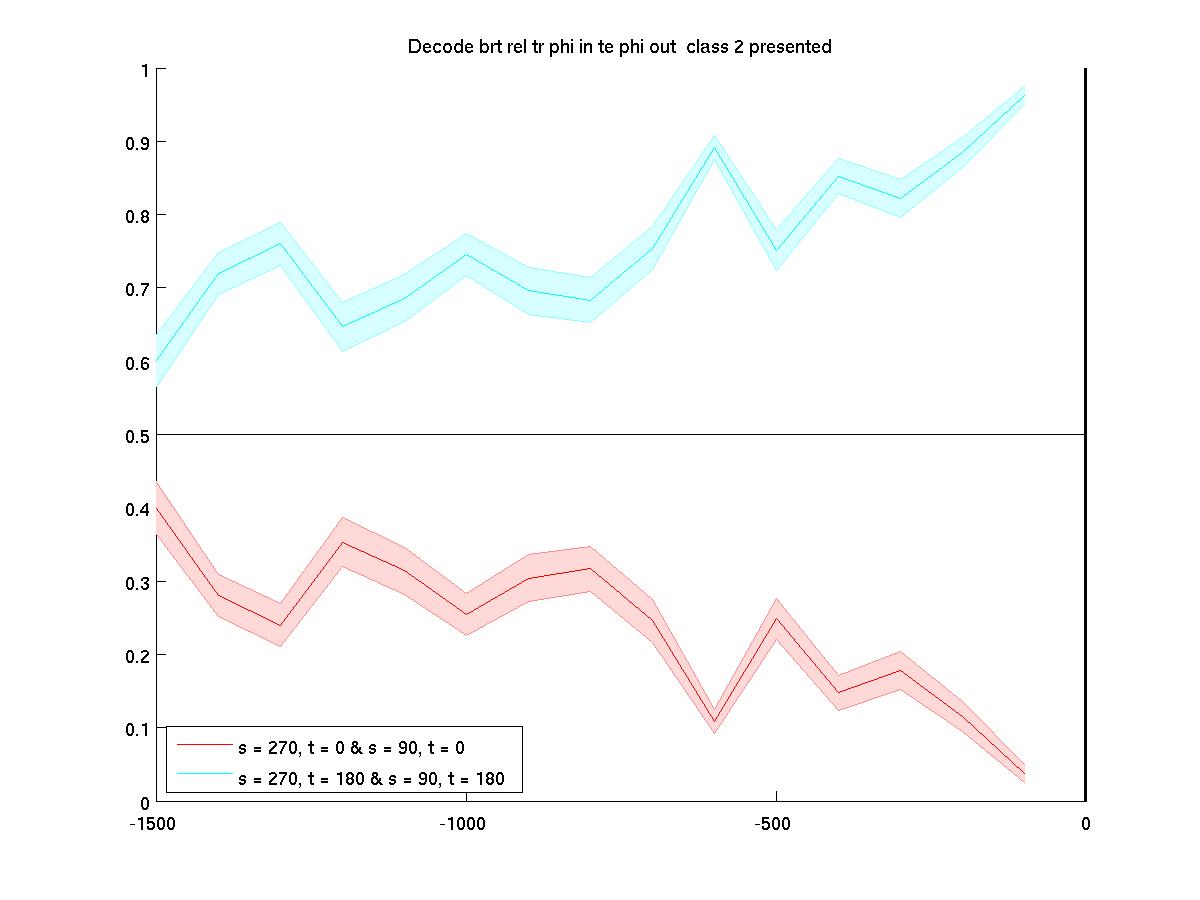 Decode brt rel tr phi in te phi out  class 2 presented
1
0.9
0.8
0.7
0.6
0.5
0.4
0.3
0.2
0.1
0
s = 270, t = 0 & s = 90, t = 0
s = 270, t = 180 & s = 90, t = 180
-1500 -1000 -500 0